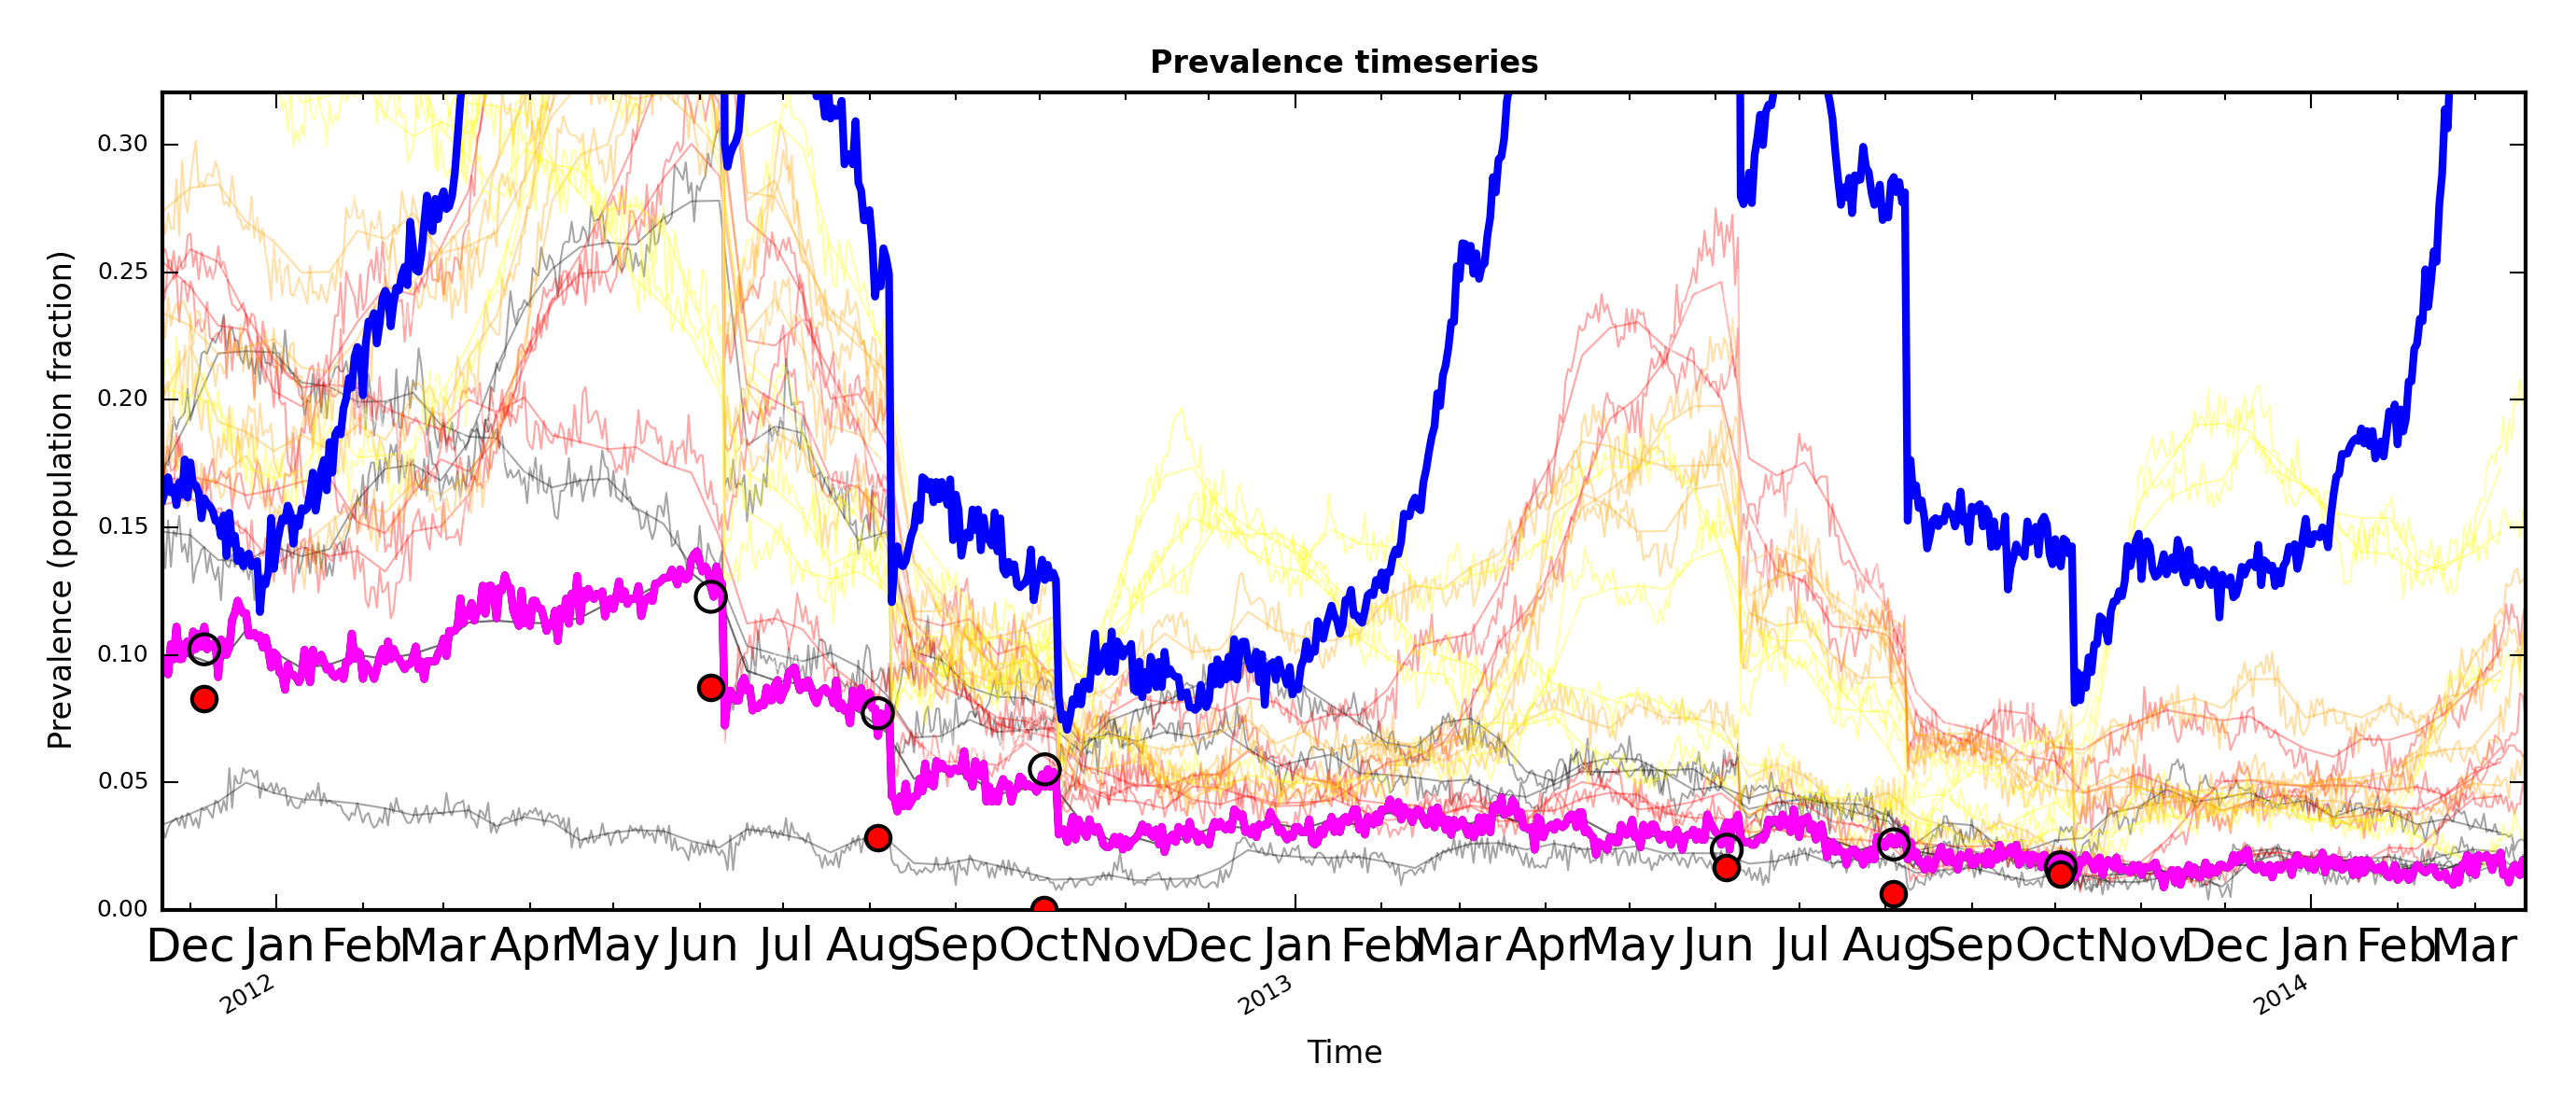 Prevalence timeseries
Prevalence (population fraction)
0.30
0.25
0.20
0.15
0.10
0.05
0.00
Dec Jan Feb Mar Apr May Jun Jul Aug Sep Oct Nov Dec Jan Feb Mar Apr May Jun Jul Aug Sep Oct Nov Dec Jan Feb Mar
2012 2013 2014
Time